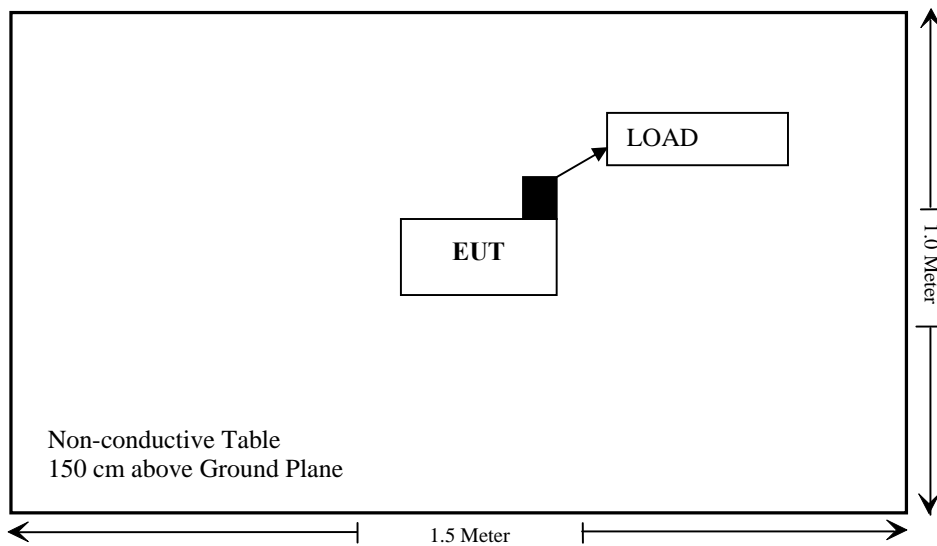 LOAD
EUT
1.0 Meter
Non-conductive Table
150 cm above Ground Plane
1.5 Meter